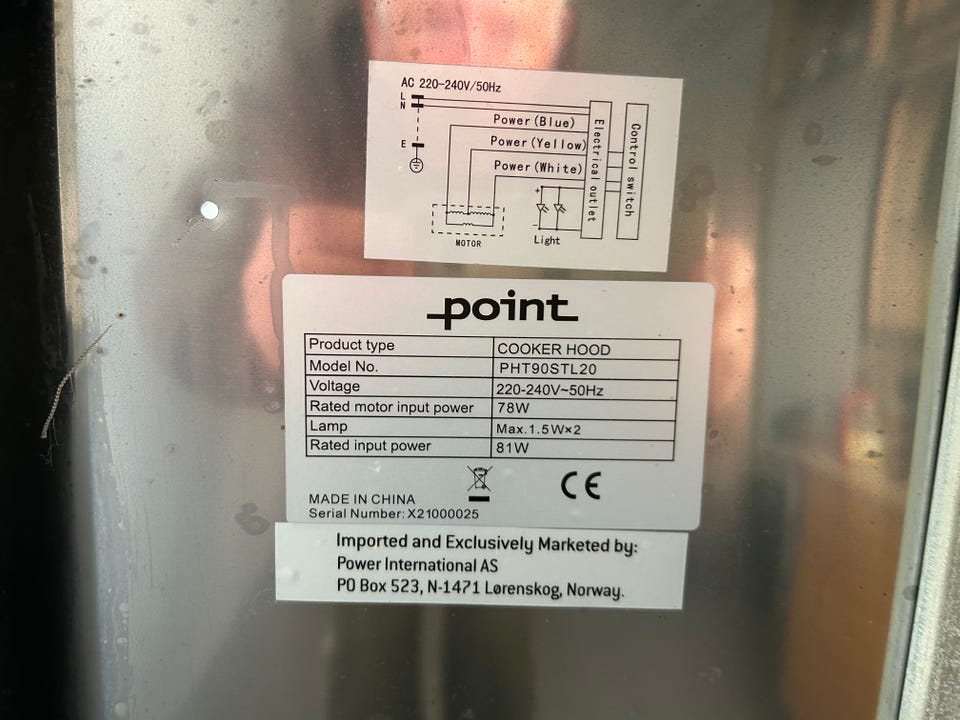 AC 220-240V/50Hz
L
N
Power(Blue)
Power(Yellow)
E
Power(White)
Electrical outlet
Control switch
+
-
MOTOR
Light
point
Product type COOKER HOOD
Model No. PHT90STL20
Voltage 220-240V~50Hz
Rated motor input power 78W
Lamp Max.1.5W×2
Rated input power 81W
CE
MADE IN CHINA
Serial Number: X21000025
Imported and Exclusively Marketed by:
Power International AS
PO Box 523, N-1471 Lørenskog, Norway.